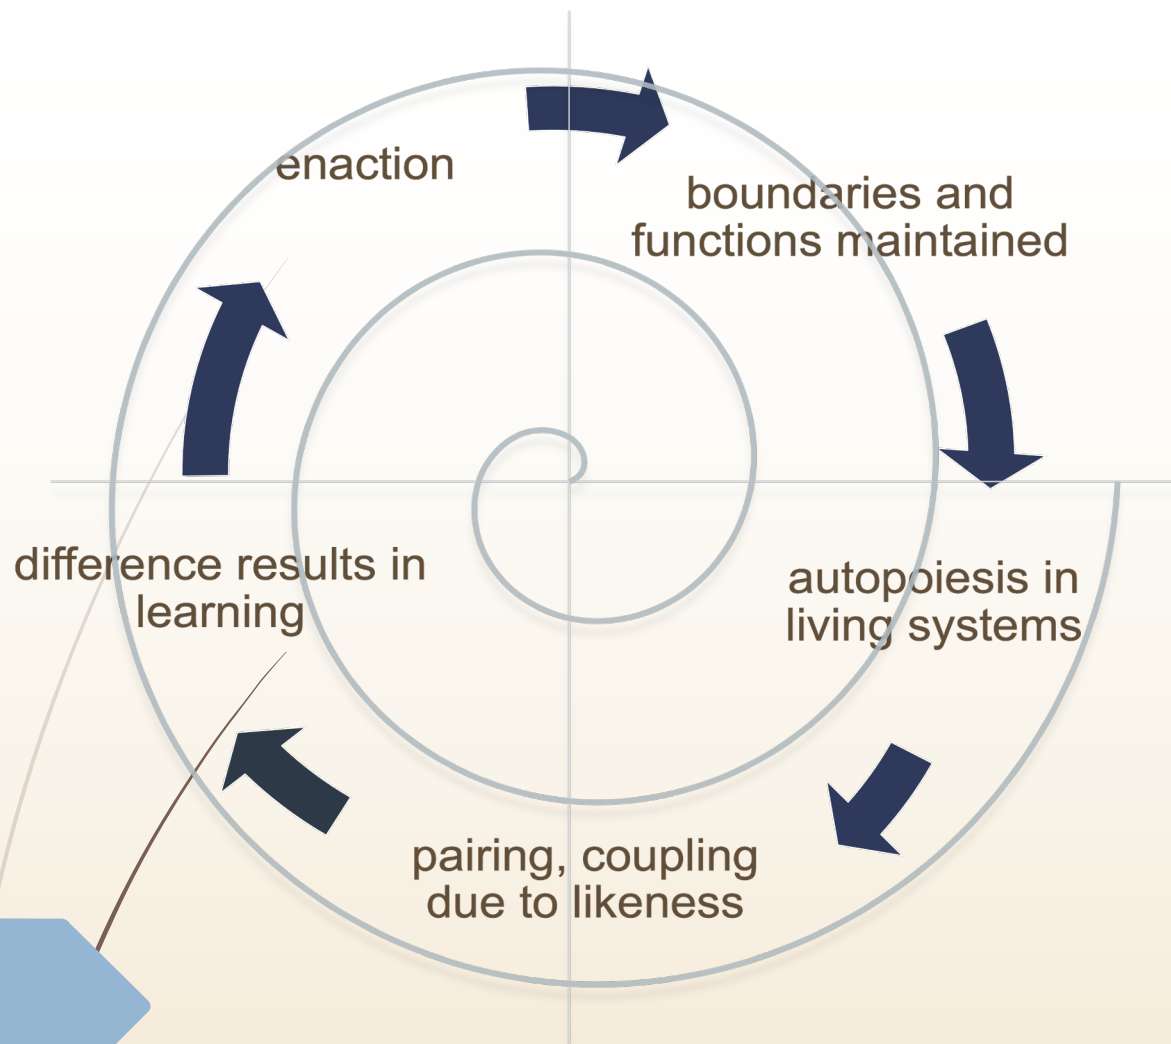 enaction
boundaries and
functions maintained
autopoiesis in
living systems
pairing, coupling
due to likeness
difference results in
learning